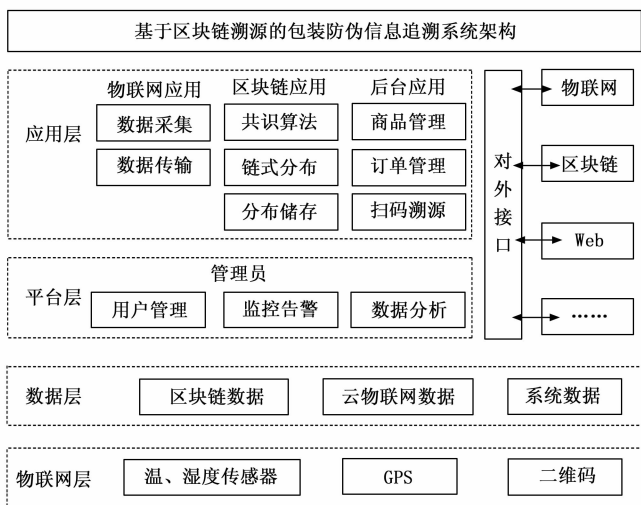 基于区块链溯源的包装防伪信息追溯系统架构
物联网应用 区块链应用 后台应用
应用层
数据采集 共识算法 商品管理
数据传输 链式分布 订单管理
分布储存 扫码溯源
管理员
平台层
用户管理 监控告警 数据分析
对外接口
物联网
区块链
Web
……
数据层 区块链数据 云物联网数据 系统数据
物联网层 温、湿度传感器 GPS 二维码